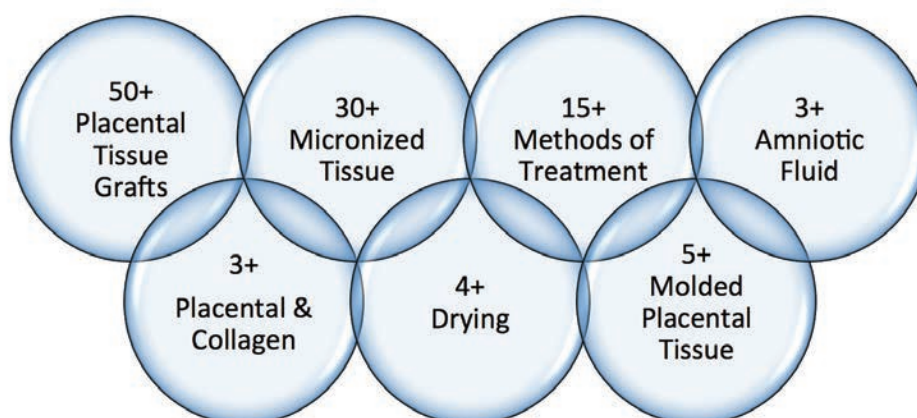 50+
Placental
Tissue
Grafts
30+
Micronized
Tissue
15+
Methods of
Treatment
3+
Amniotic
Fluid
3+
Placental &
Collagen
4+
Drying
5+
Molded
Placental
Tissue